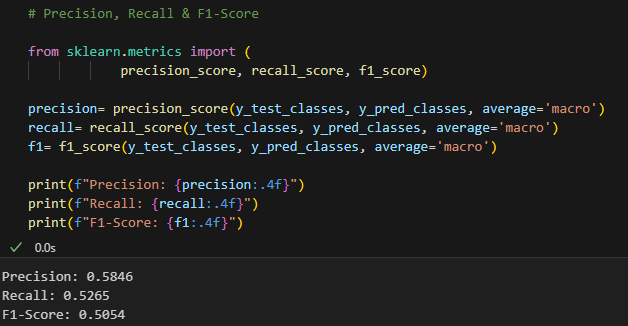 # Precision, Recall & F1-Score
from sklearn.metrics import (
precision_score, recall_score, f1_score)
precision= precision_score(y_test_classes, y_pred_classes, average='macro')
recall= recall_score(y_test_classes, y_pred_classes, average='macro')
f1= f1_score(y_test_classes, y_pred_classes, average='macro')
print(f"Precision: {precision:.4f}")
print(f"Recall: {recall:.4f}")
print(f"F1-Score: {f1:.4f}")
0.0s
Precision: 0.5846
Recall: 0.5265
F1-Score: 0.5054